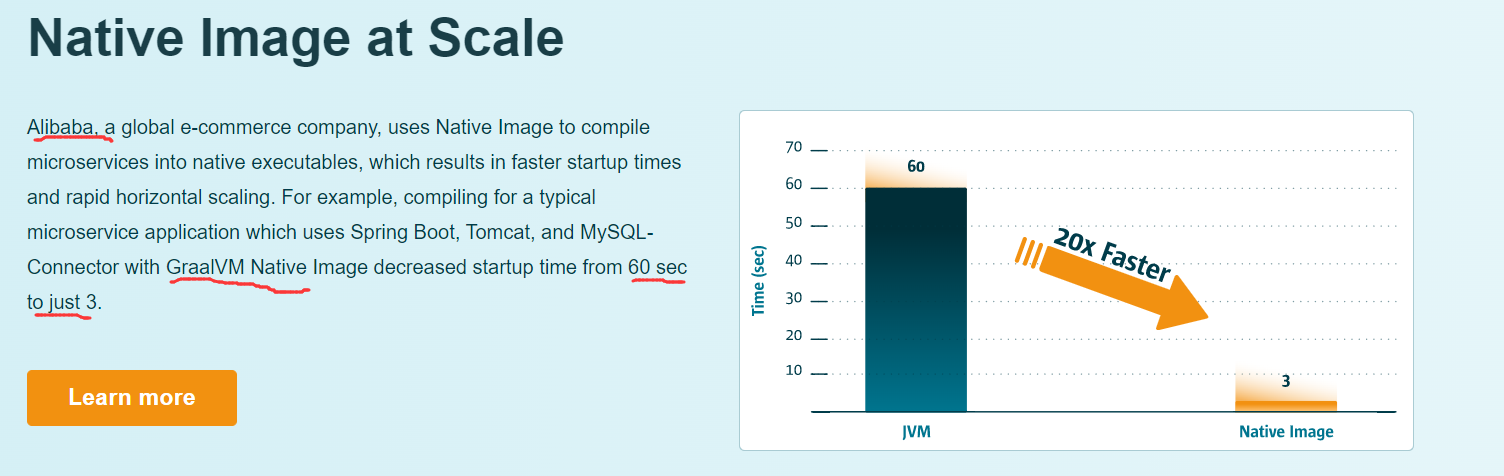 Native Image at Scale
Alibaba, a global e-commerce company, uses Native Image to compile
microservices into native executables, which results in faster startup times
and rapid horizontal scaling. For example, compiling for a typical
microservice application which uses Spring Boot, Tomcat, and MySQL-
Connector with GraalVM Native Image decreased startup time from 60 sec
to just 3.
Learn more
Time (sec)
70
60
50
40
30
20
10
60
20x Faster
3
JVM
Native Image